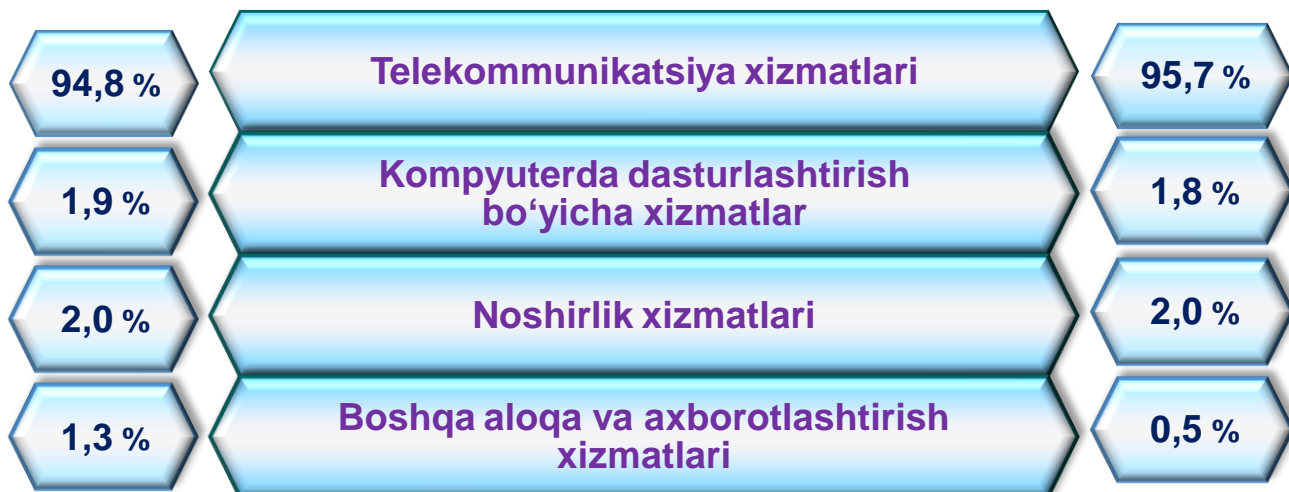 94,8 %
Telekommunikatsiya xizmatlari
95,7 %
1,9 %
Kompyuterda dasturlashtirish
bo‘yicha xizmatlar
1,8 %
2,0 %
Noshirlik xizmatlari
2,0 %
1,3 %
Boshqa aloqa va axborotlashtirish
xizmatlari
0,5 %